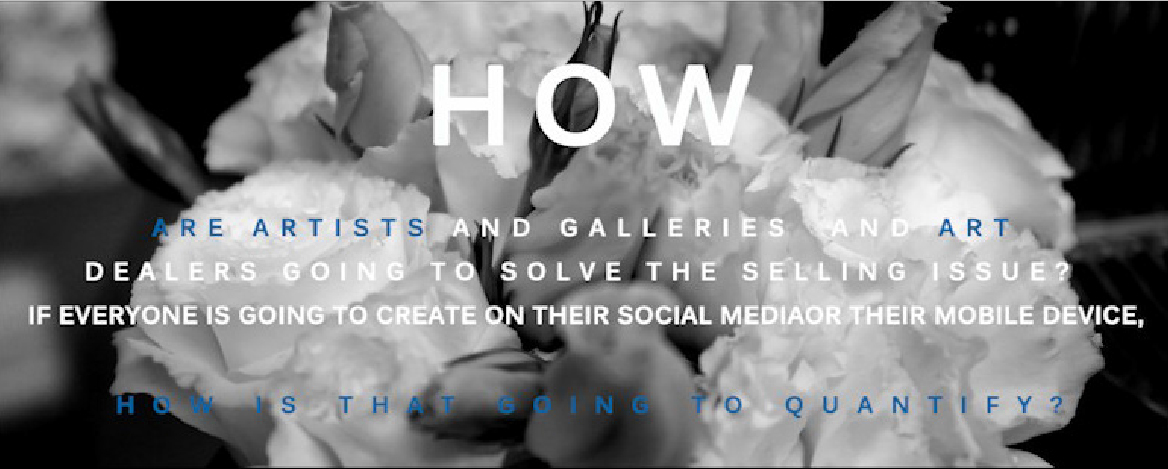 HOW
ARE ARTISTS AND GALLERIES AND ART
DEALERS GOING TO SOLVE THE SELLING ISSUE?
IF EVERYONE IS GOING TO CREATE ON THEIR SOCIAL MEDIAOR THEIR MOBILE DEVICE,
HOW IS THAT GOING TO QUANTIFY?